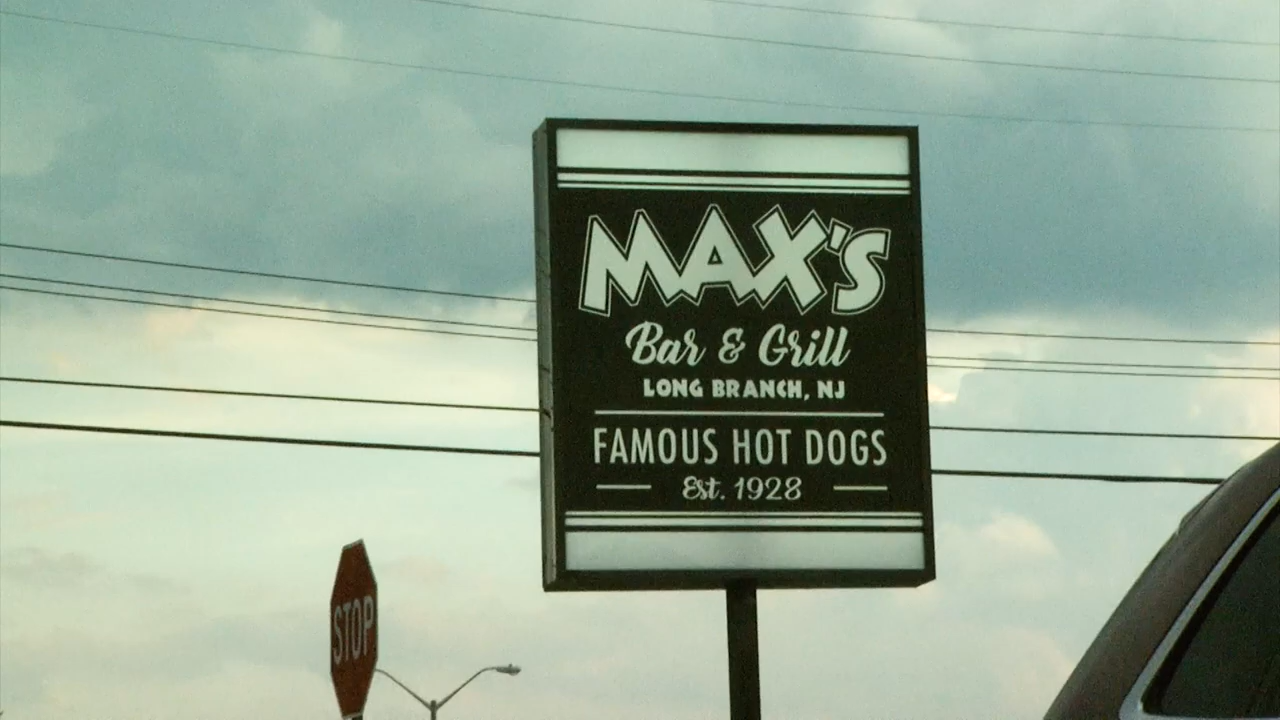 MAX'S
Bar & Grill
LONG BRANCH, NJ
FAMOUS HOT DOGS
Est. 1928
STOP